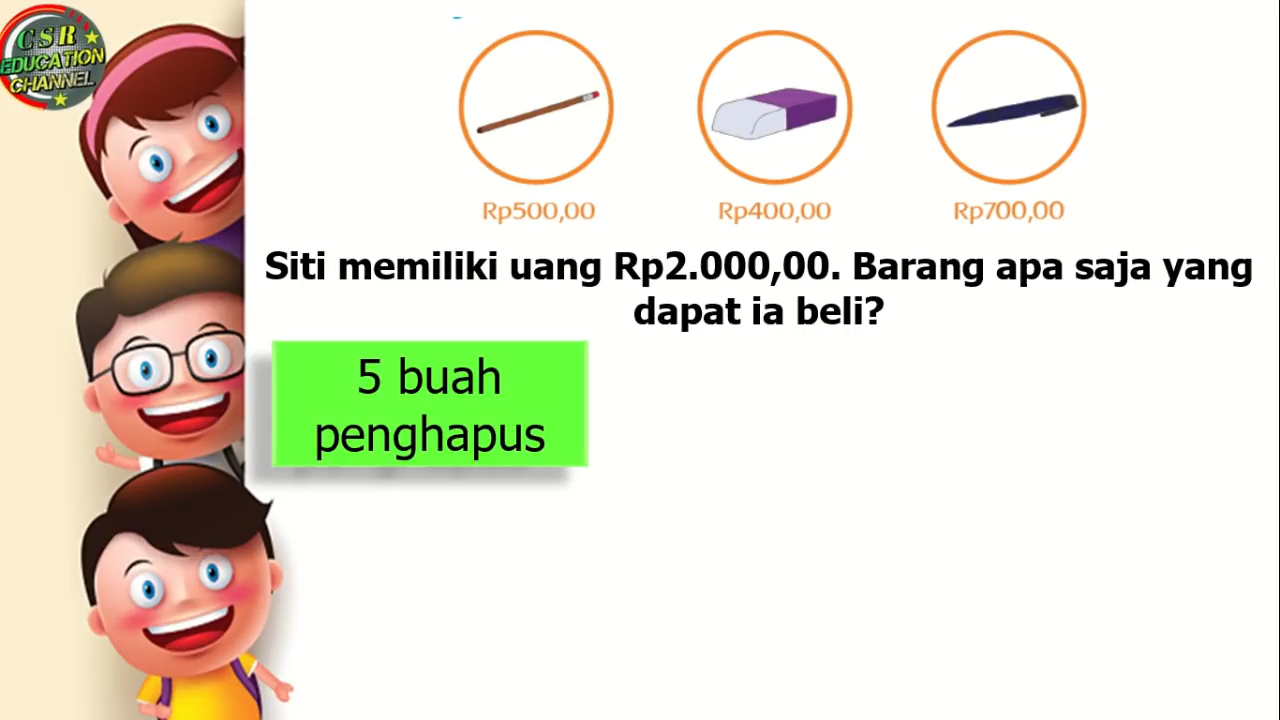 CSR
EDUCATION
CHANNEL
Rp500,00 Rp400,00 Rp700,00
Siti memiliki uang Rp2.000,00. Barang apa saja yang
dapat ia beli?
5 buah
penghapus